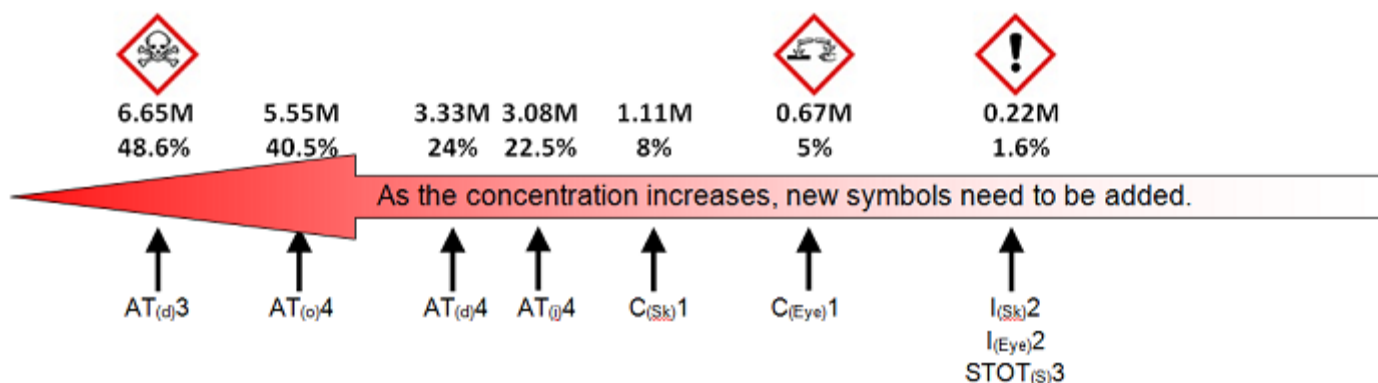 6.65M 5.55M 3.33M 3.08M 1.11M 0.67M 0.22M
48.6% 40.5% 24% 22.5% 8% 5% 1.6%
As the concentration increases, new symbols need to be added.
AT(d)3 AT(o)4 AT(d)4 AT(i)4 C(Sk)1 C(Eye)1 I(Sk)2
I(Eye)2
STOT(S)3